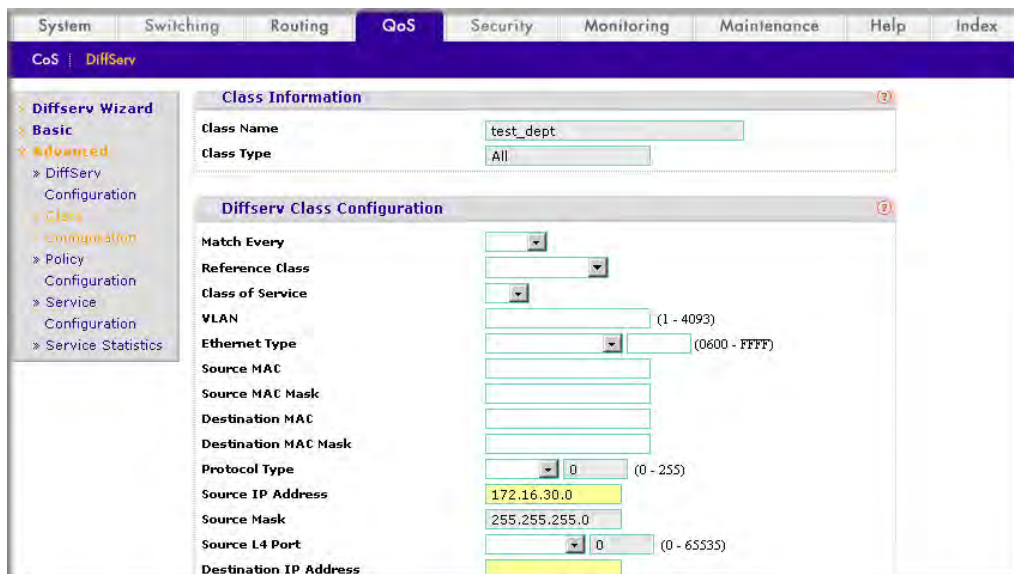 System Switching Routing QoS Security Monitoring Maintenance Help Index
CoS | DiffServ
Diffserv Wizard
Basic
Advanced
» DiffServ
Configuration
» Class
Configuration
» Policy
Configuration
» Service
Configuration
» Service Statistics
Class Information (?)
Class Name test_dept
Class Type All
Diffserv Class Configuration (?)
Match Every
Reference Class
Class of Service
VLAN (1 - 4093)
Ethernet Type (0600 - FFFF)
Source MAC
Source MAC Mask
Destination MAC
Destination MAC Mask
Protocol Type 0 (0 - 255)
Source IP Address 172.16.30.0
Source Mask 255.255.255.0
Source L4 Port 0 (0 - 65535)
Destination IP Address